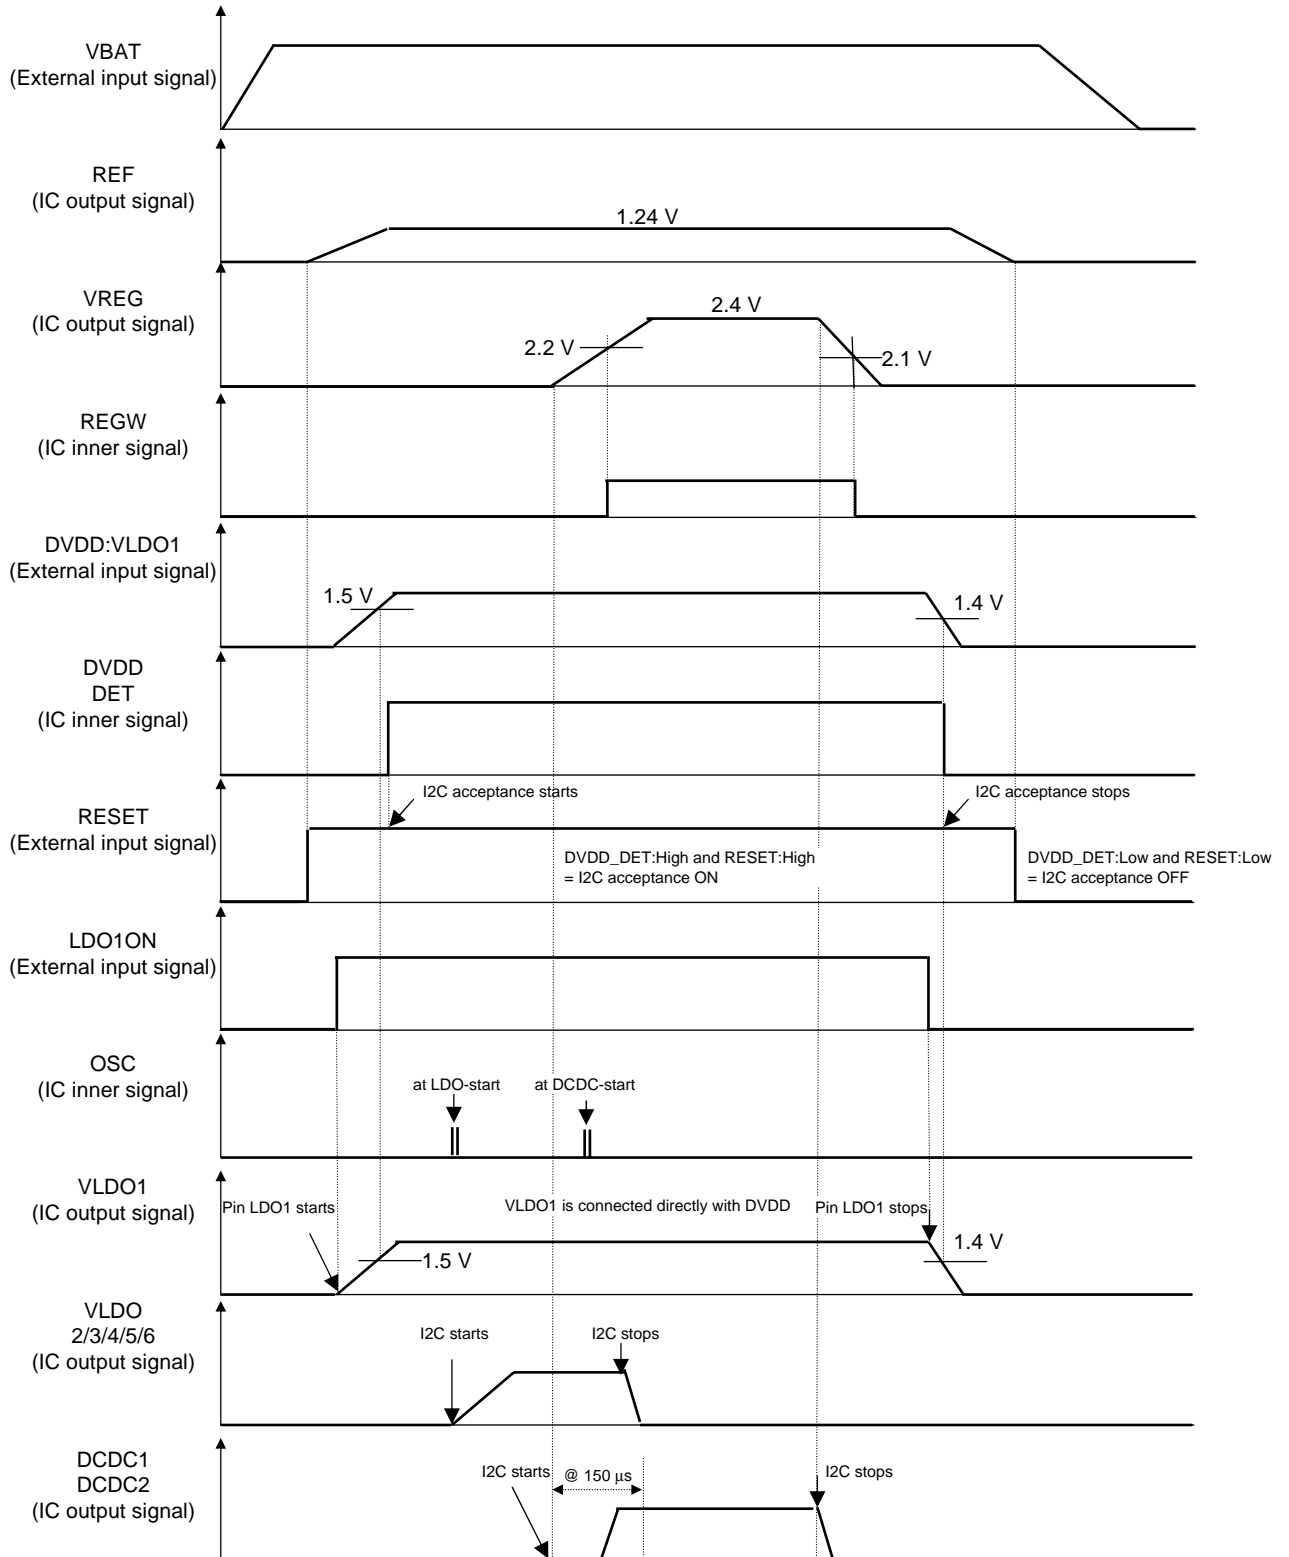 VBAT
(External input signal)
REF
(IC output signal)
1.24 V
VREG
(IC output signal)
2.4 V
2.2 V
2.1 V
REGW
(IC inner signal)
DVDD:VLDO1
(External input signal)
1.5 V
1.4 V
DVDD
DET
(IC inner signal)
I2C acceptance starts
I2C acceptance stops
RESET
(External input signal)
DVDD_DET:High and RESET:High
= I2C acceptance ON
DVDD_DET:Low and RESET:Low
= I2C acceptance OFF
LDO1ON
(External input signal)
OSC
(IC inner signal)
at LDO-start
at DCDC-start
VLDO1
(IC output signal)
Pin LDO1 starts
VLDO1 is connected directly with DVDD
Pin LDO1 stops
1.5 V
1.4 V
VLDO
2/3/4/5/6
(IC output signal)
I2C starts
I2C stops
DCDC1
DCDC2
(IC output signal)
I2C starts
@ 150 μs
I2C stops